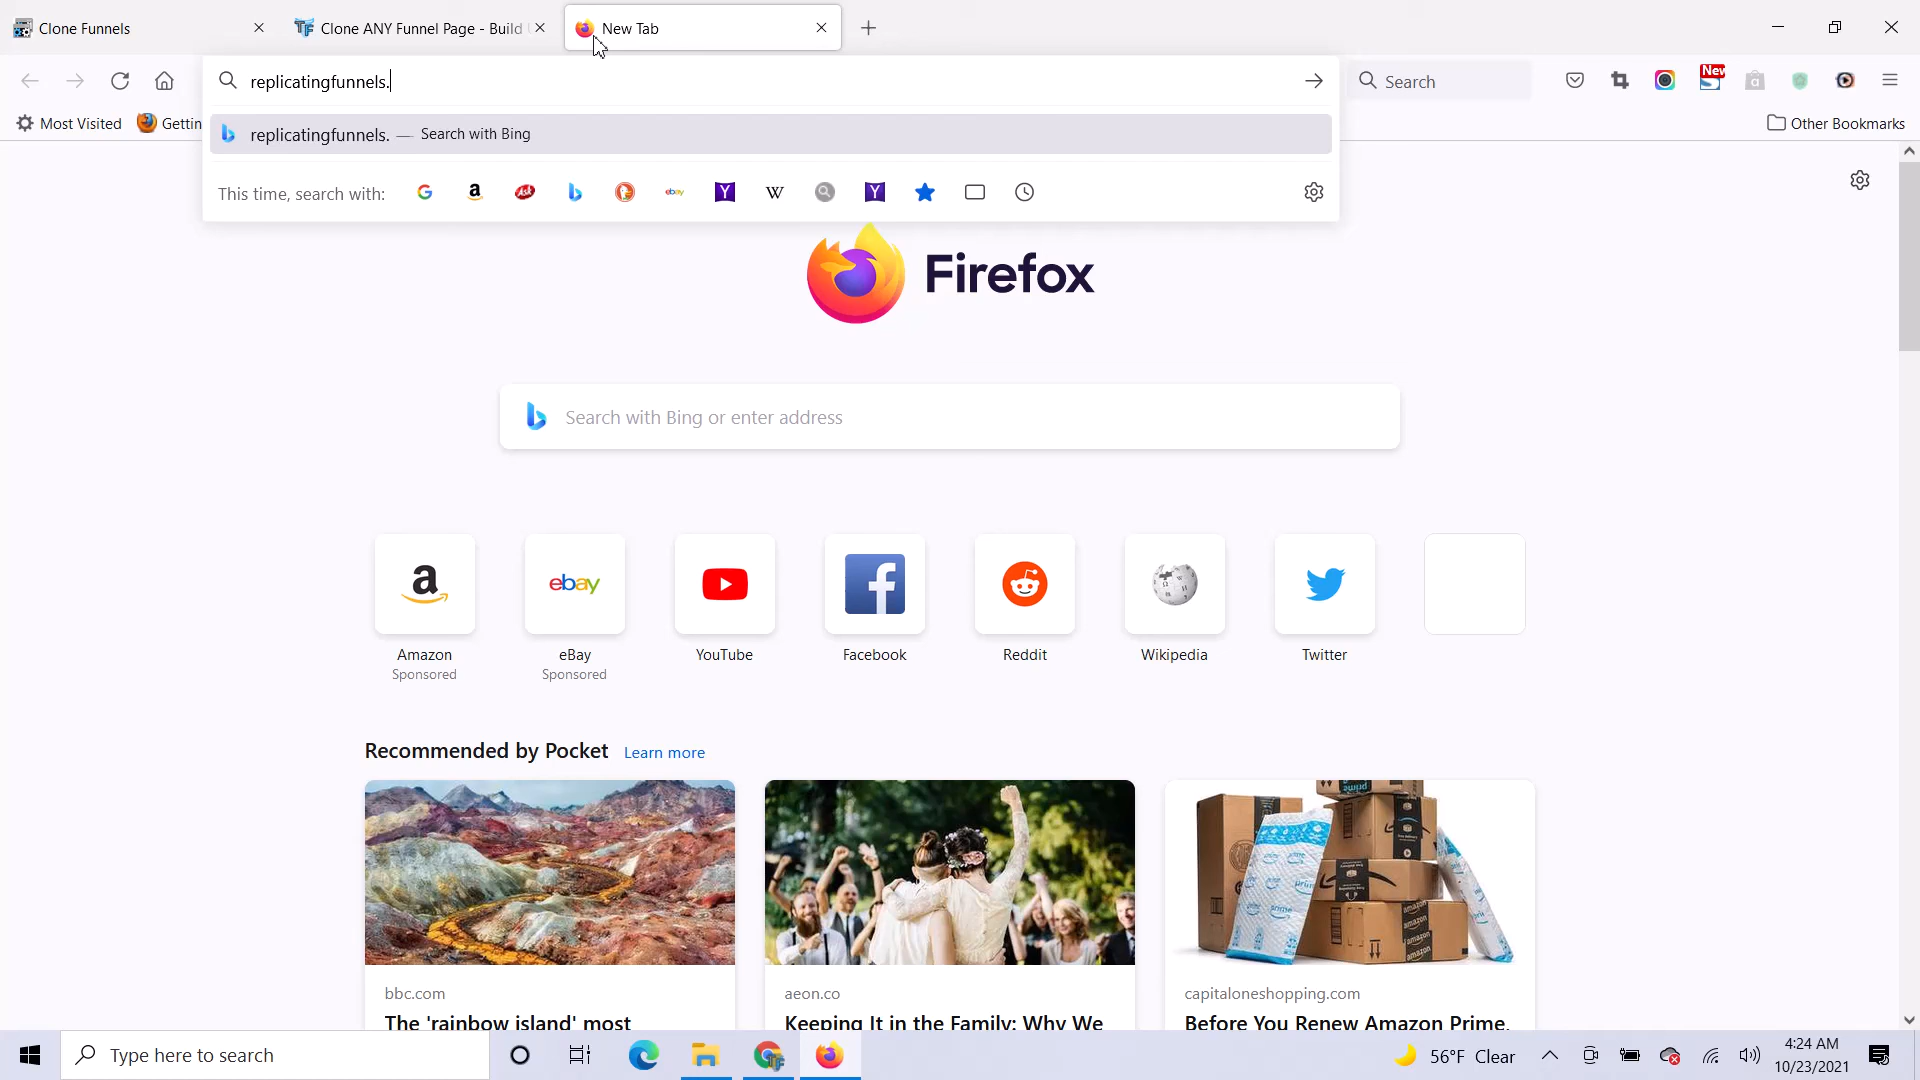 Clone Funnels
Clone ANY Funnel Page - Build
New Tab
replicatingfunnels.
Search
New
replicatingfunnels. — Search with Bing
Most Visited
Gettin
Other Bookmarks
This time, search with:
Firefox
Search with Bing or enter address
Amazon
Sponsored
eBay
Sponsored
YouTube
Facebook
Reddit
Wikipedia
Twitter
Recommended by Pocket Learn more
bbc.com
The 'rainbow island' most
aeon.co
Keeping It in the Family: Why We
capitaloneshopping.com
Before You Renew Amazon Prime,
Type here to search
56°F Clear
4:24 AM
10/23/2021